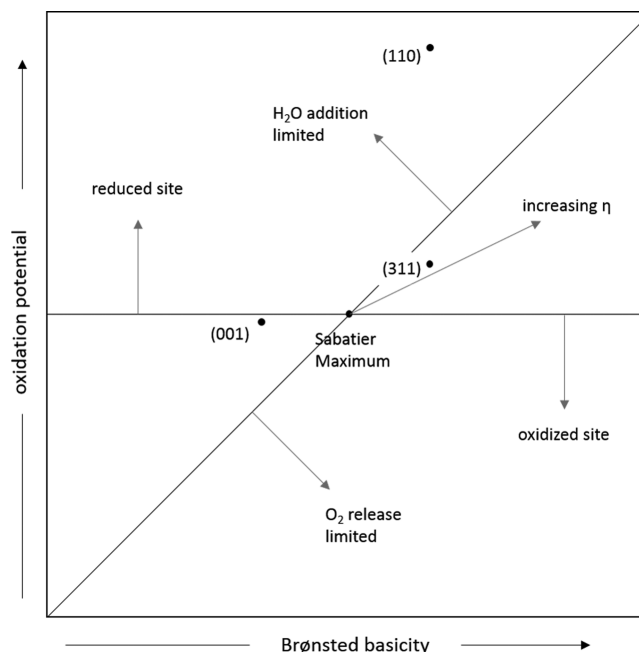 (110)
H₂O addition
limited
reduced site
increasing η
(311)
(001)
Sabatier
Maximum
oxidized site
O₂ release
limited
oxidation potential
Brønsted basicity